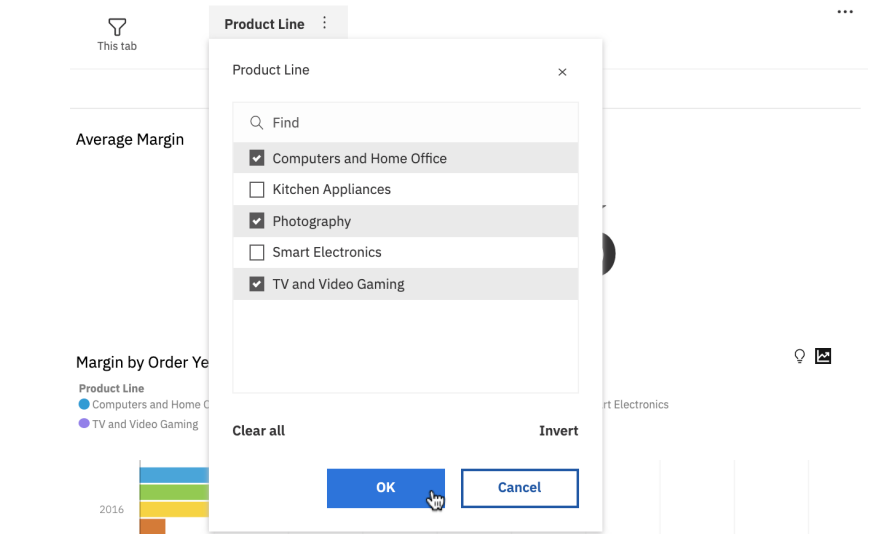 This tab
Product Line
Product Line
Find
Computers and Home Office
Kitchen Appliances
Photography
Smart Electronics
TV and Video Gaming
Clear all
Invert
OK
Cancel
Average Margin
Margin by Order Ye
Product Line
Computers and Home
rt Electronics
TV and Video Gaming
2016